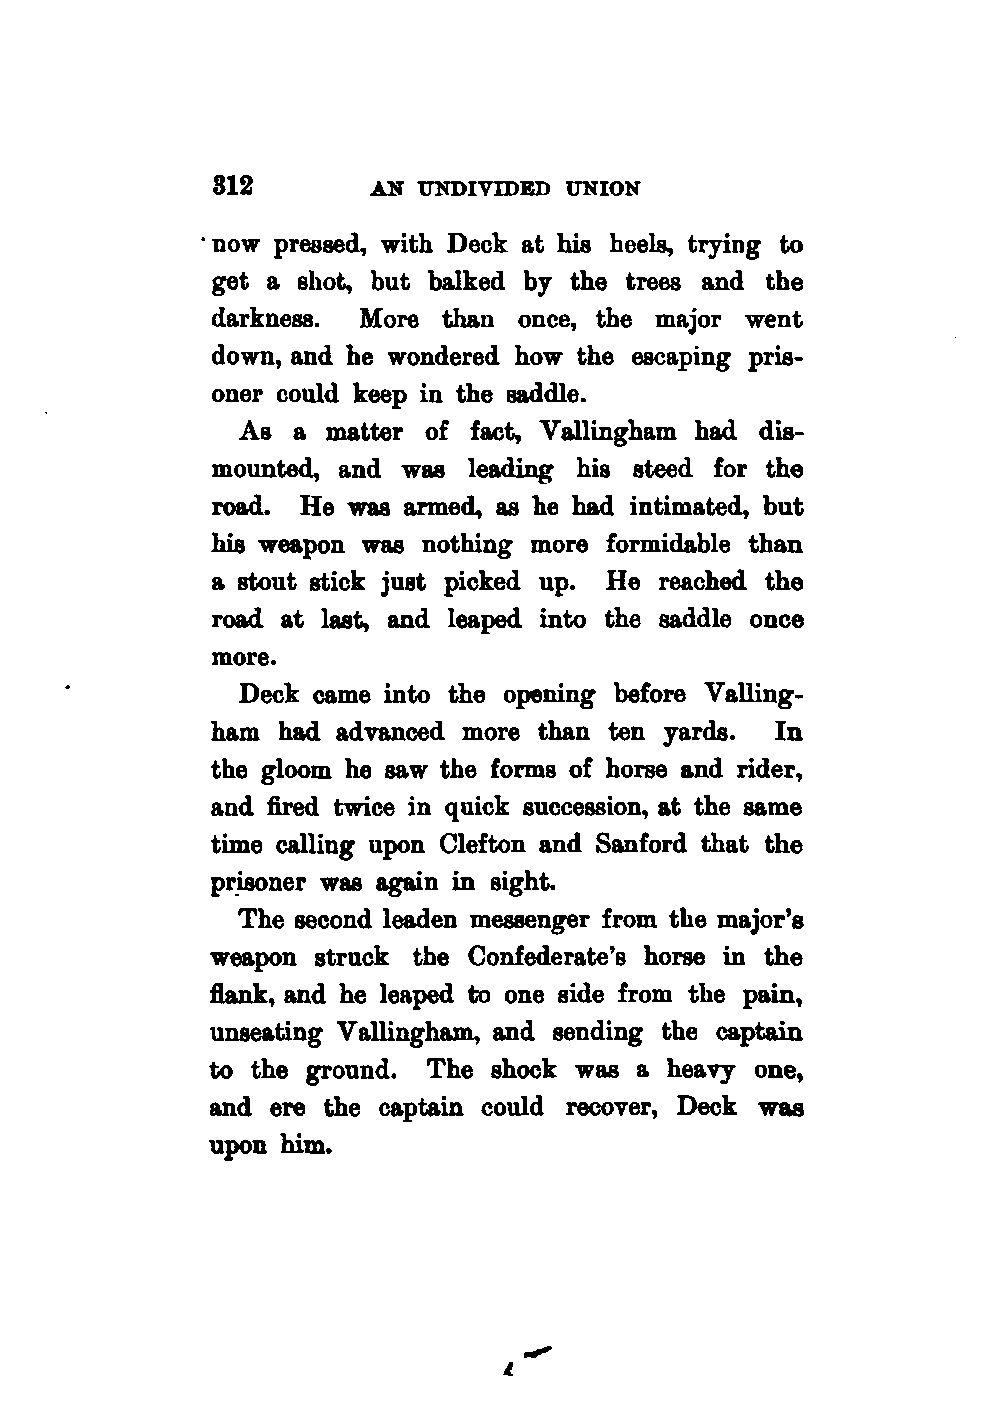 312 AN UNDIVIDED UNION
now pressed, with Deck at his heels, trying to
get a shot, but balked by the trees and the
darkness. More than once, the major went
down, and he wondered how the escaping pris-
oner could keep in the saddle.
As a matter of fact, Vallingham had dis-
mounted, and was leading his steed for the
road. He was armed, as he had intimated, but
his weapon was nothing more formidable than
a stout stick just picked up. He reached the
road at last, and leaped into the saddle once
more.
Deck came into the opening before Valling-
ham had advanced more than ten yards. In
the gloom he saw the forms of horse and rider,
and fired twice in quick succession, at the same
time calling upon Clefton and Sanford that the
prisoner was again in sight.
The second leaden messenger from the major's
weapon struck the Confederate's horse in the
flank, and he leaped to one side from the pain,
unseating Vallingham, and sending the captain
to the ground. The shock was a heavy one,
and ere the captain could recover, Deck was
upon him.